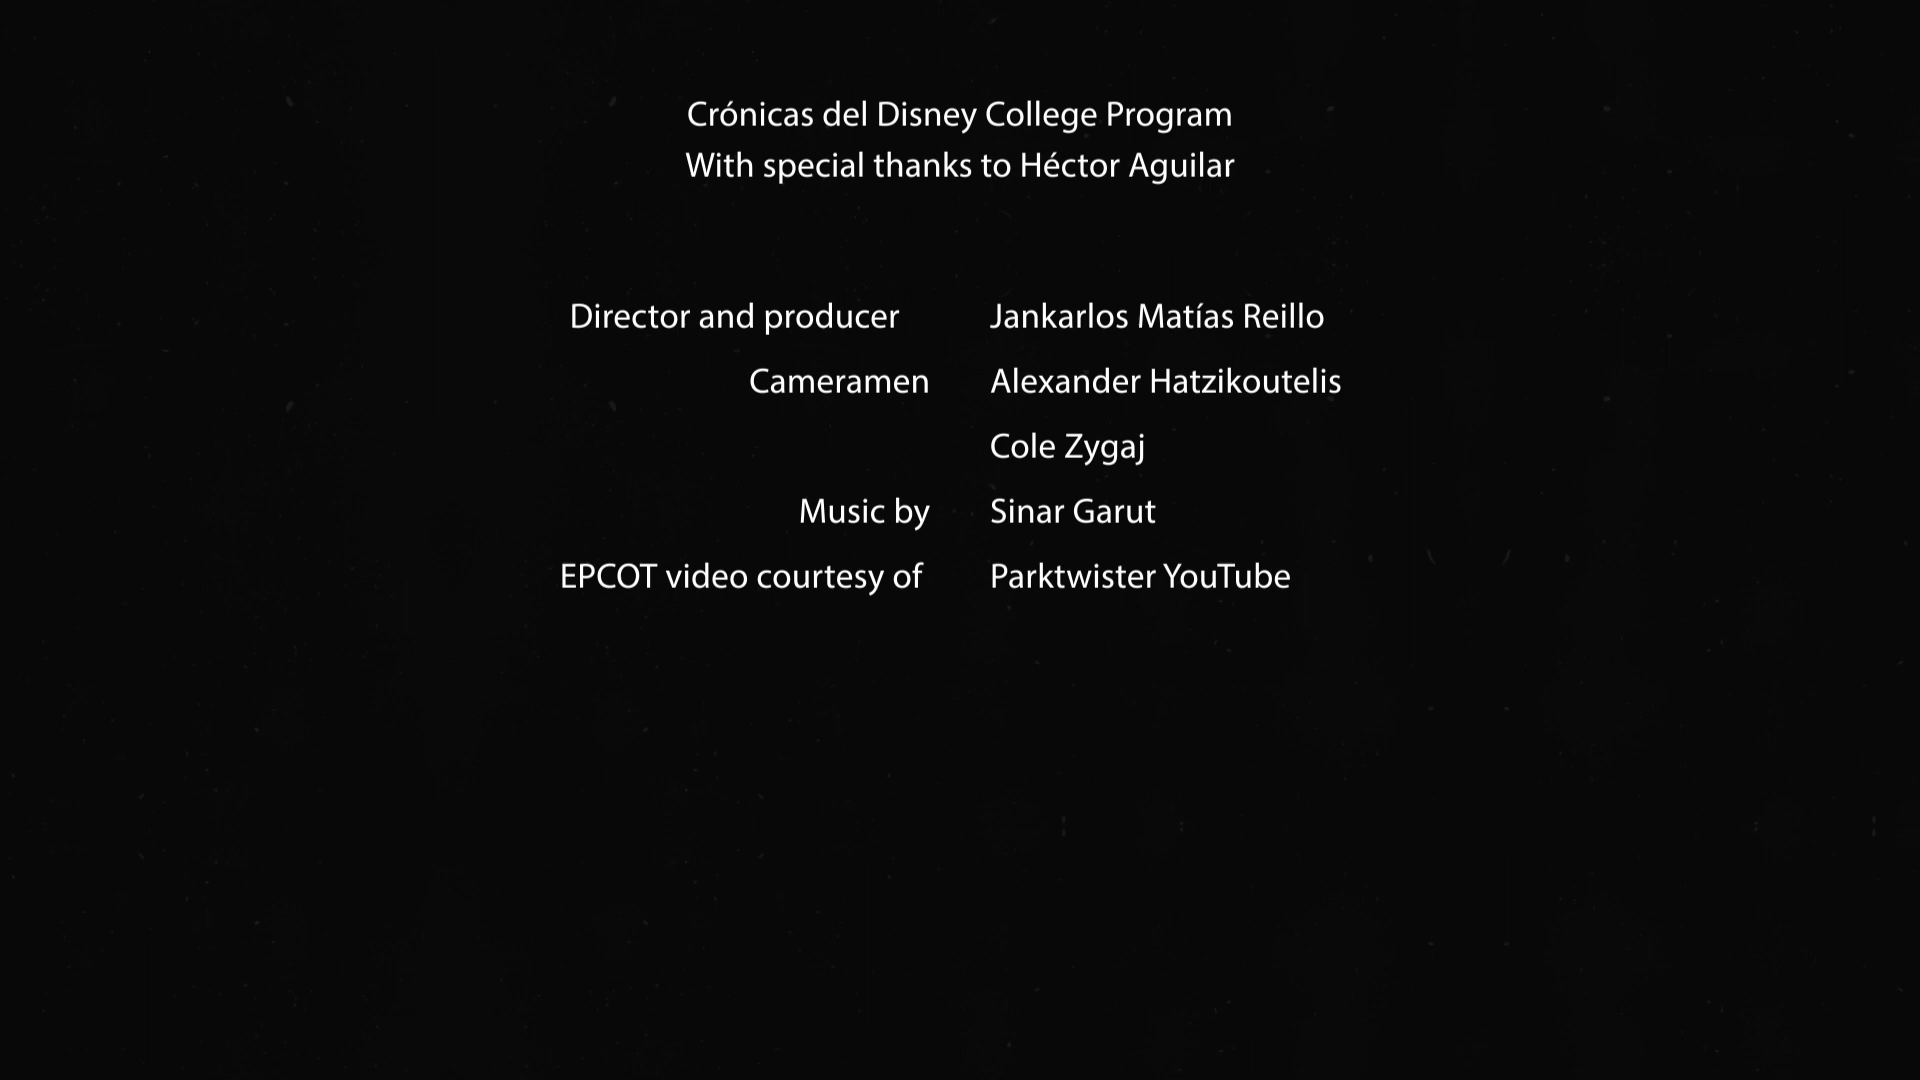 Crónicas del Disney College Program
With special thanks to Héctor Aguilar
Director and producer Jankarlos Matías Reillo
Cameramen Alexander Hatzikoutelis
Cole Zygaj
Music by Sinar Garut
EPCOT video courtesy of Parktwister YouTube